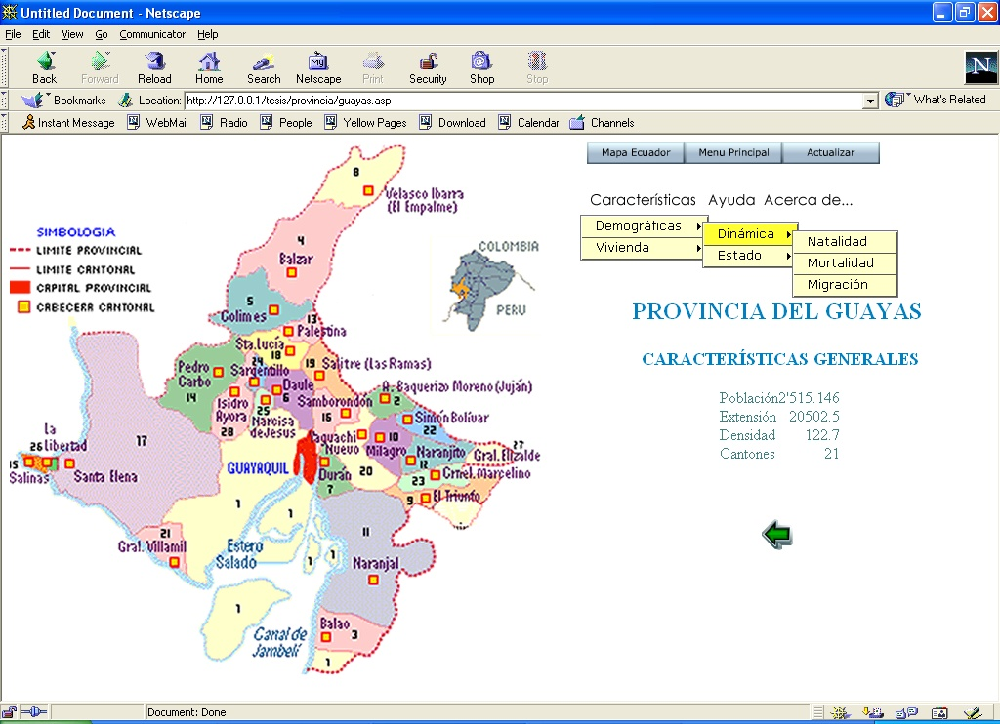 Untitled Document - Netscape
File Edit View Go Communicator Help
Back Forward Reload Home Search Netscape Print Security Shop Stop
Bookmarks Location: http://127.0.0.1/tesis/provincia/guayas.asp What's Related
Instant Message WebMail Radio People Yellow Pages Download Calendar Channels
Mapa Ecuador Menu Principal Actualizar
Características Ayuda Acerca de...
Demográficas Dinámica Natalidad
Vivienda Estado Mortalidad
Migración
PROVINCIA DEL GUAYAS
CARACTERÍSTICAS GENERALES
Población 2'515.146
Extensión 20502.5
Densidad 122.7
Cantones 21
SIMBOLOGIA
LIMITE PROVINCIAL
LIMITE CANTONAL
CAPITAL PROVINCIAL
CABECERA CANTONAL
COLOMBIA
PERU
8
Velasco Ibarra
(El Empalme)
4
Balzar
5
Colimes
13
Palestina
Sta.Lucía
18
19
Salitre (las Ramas)
Pedro
Carbo
14
24
Sargentillo
Daule
6
A. Baquerizo Moreno (Juján)
2
Isidro
Ayora
28
25
Narcisa
de Jesus
Samborondón
16
Simón Bolívar
22
Yaguachi
Nuevo
10
Milagro
Naranjito
12
27
Gral. Elizalde
17
La
Libertad
26
15
Salinas
Santa Elena
GUAYAQUIL
Durán
7
20
23
Crnel. Marcelino
9
El Triunfo
1
1
21
Gral. Villamil
Estero
Salado
1
1
11
Naranjal
1
Canal de
Jambelí
Balao
3
1
Document: Done